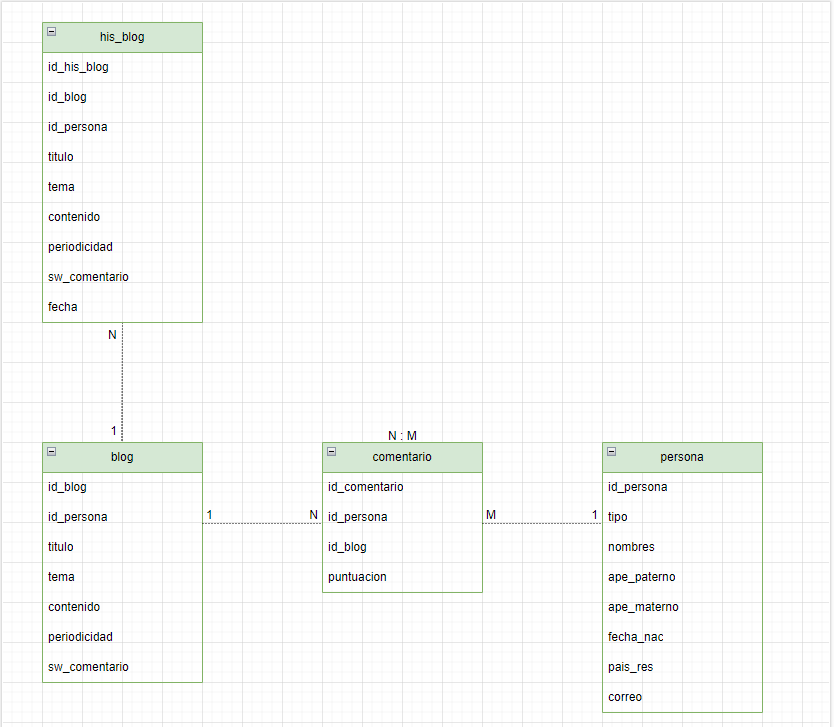 his_blog
id_his_blog
id_blog
id_persona
titulo
tema
contenido
periodicidad
sw_comentario
fecha
N
1
blog
id_blog
id_persona
titulo
tema
contenido
periodicidad
sw_comentario
1
N
N : M
comentario
id_comentario
id_persona
id_blog
puntuacion
M
1
persona
id_persona
tipo
nombres
ape_paterno
ape_materno
fecha_nac
pais_res
correo